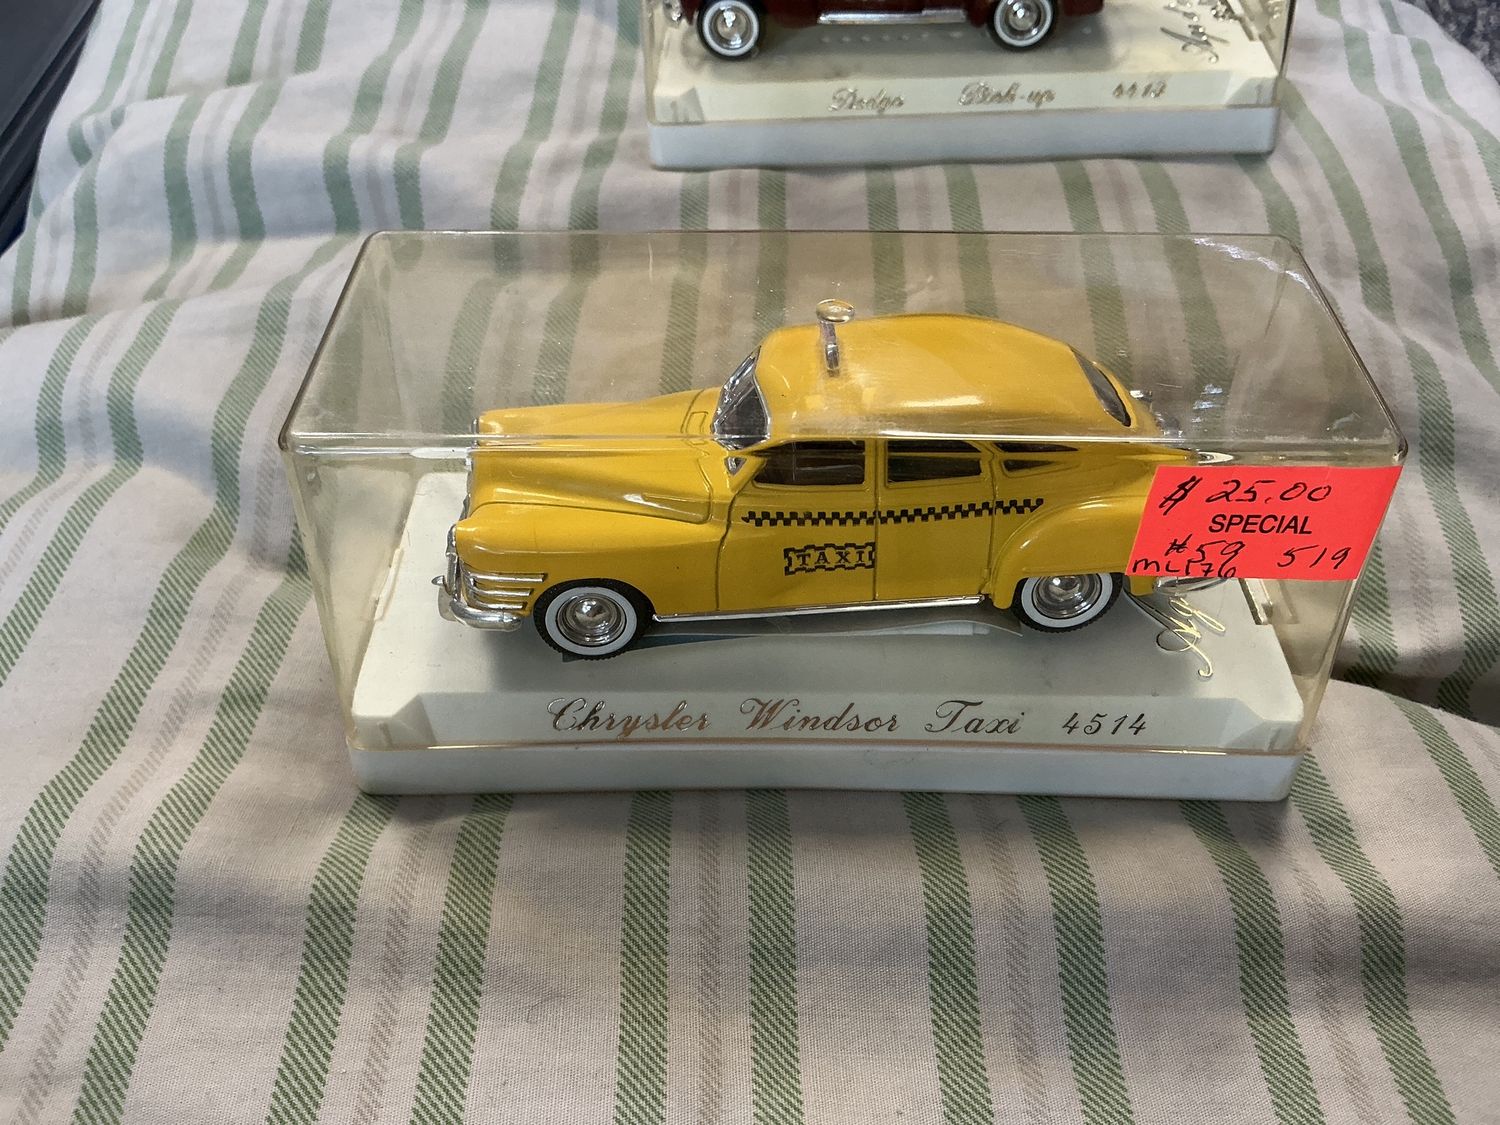 Dodge Pick-up
TAXI
$ 25.00
SPECIAL
#59 519
Chrysler Windsor Taxi 4514